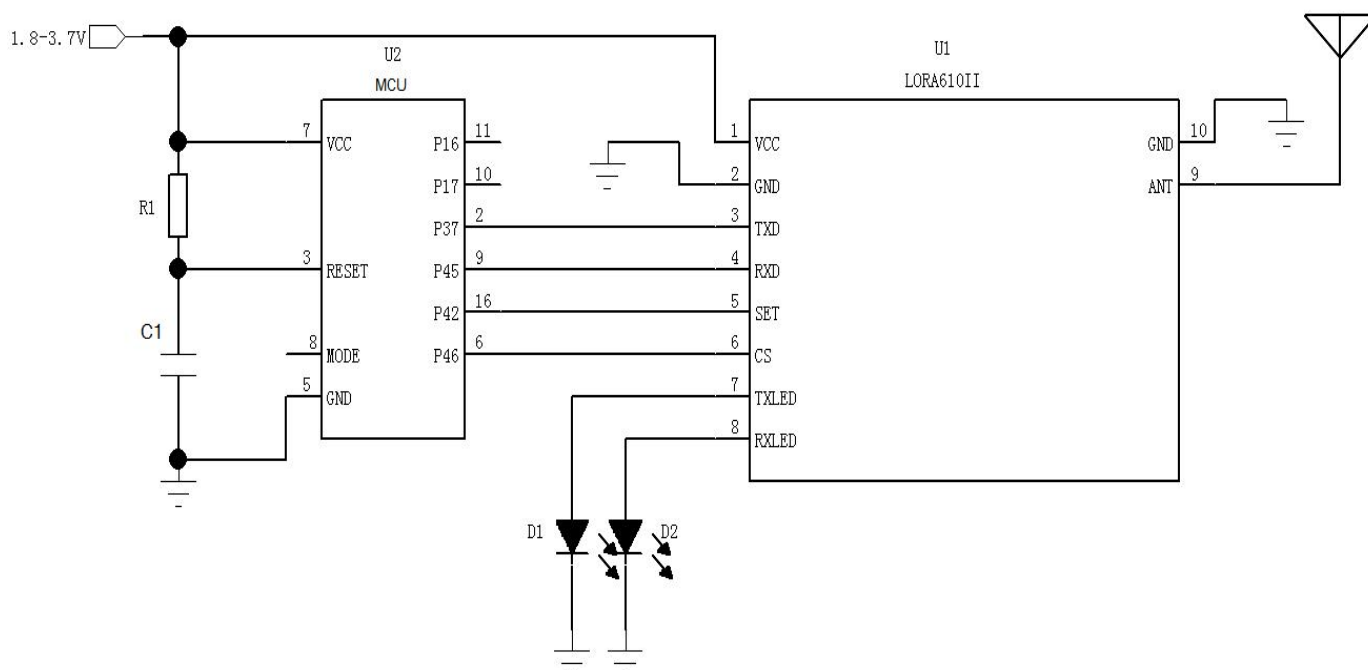 1.8-3.7V
U2
MCU
7
VCC
3
RESET
8
MODE
5
GND
P16
11
P17
10
P37
2
P45
9
P42
16
P46
6
R1
C1
U1
LORA610II
1
VCC
2
GND
3
TXD
4
RXD
5
SET
6
CS
7
TXLED
8
RXLED
GND
10
ANT
9
D1
D2